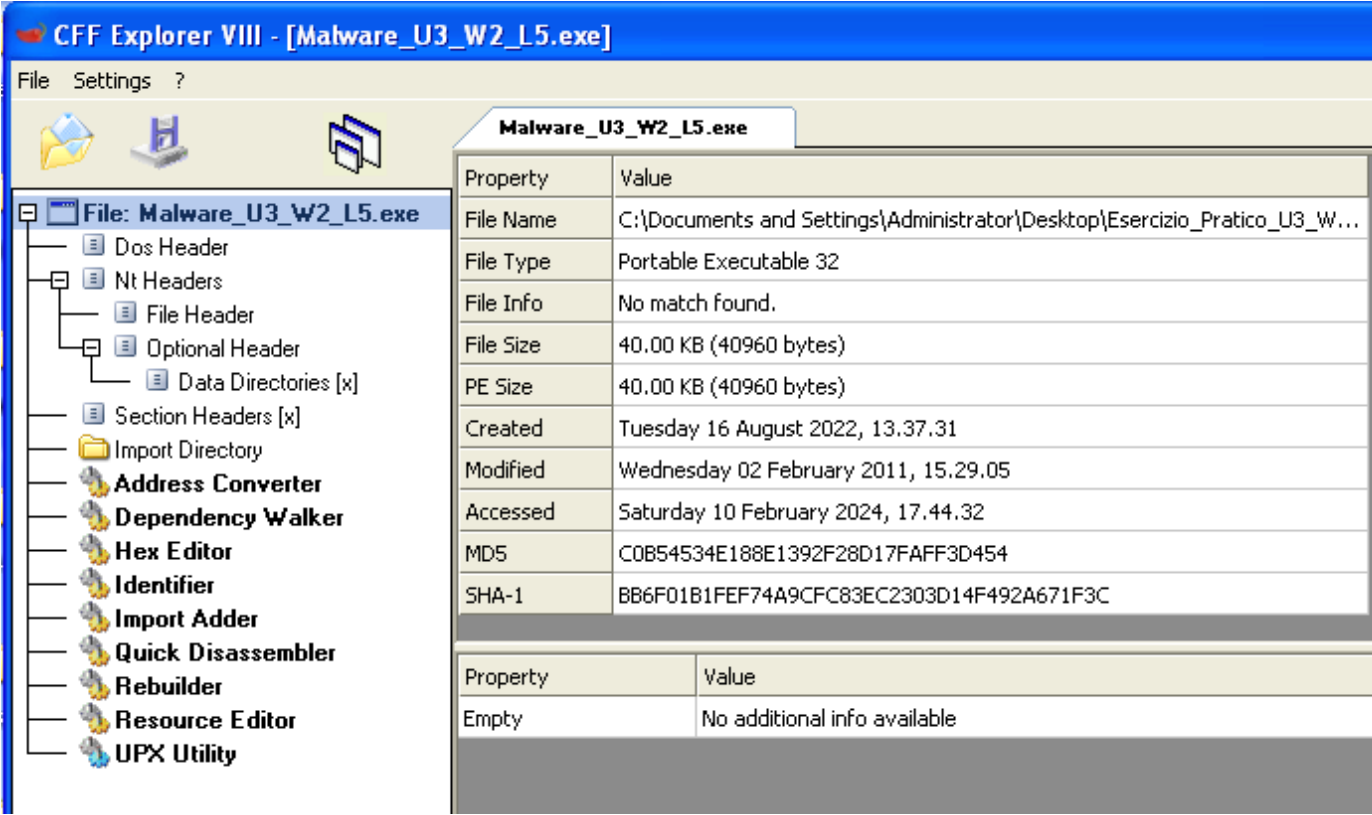 CFF Explorer VIII - [Malware_U3_W2_L5.exe]
File Settings ?
Malware_U3_W2_L5.exe
File: Malware_U3_W2_L5.exe
Dos Header
Nt Headers
File Header
Optional Header
Data Directories [x]
Section Headers [x]
Import Directory
Address Converter
Dependency Walker
Hex Editor
Identifier
Import Adder
Quick Disassembler
Rebuilder
Resource Editor
UPX Utility
Property Value
File Name C:\Documents and Settings\Administrator\Desktop\Esercizio_Pratico_U3_W...
File Type Portable Executable 32
File Info No match found.
File Size 40.00 KB (40960 bytes)
PE Size 40.00 KB (40960 bytes)
Created Tuesday 16 August 2022, 13.37.31
Modified Wednesday 02 February 2011, 15.29.05
Accessed Saturday 10 February 2024, 17.44.32
MD5 C0B54534E188E1392F28D17FAFF3D454
SHA-1 BB6F01B1FEF74A9CFC83EC2303D14F492A671F3C
Property Value
Empty No additional info available